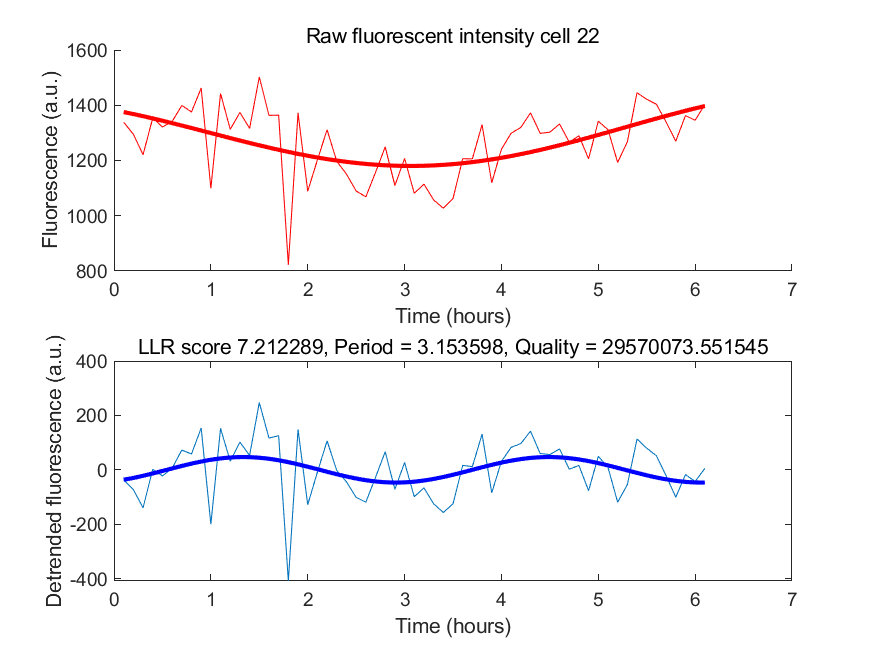 Raw fluorescent intensity cell 22
Fluorescence (a.u.)
1600
1400
1200
1000
800
0 1 2 3 4 5 6 7
Time (hours)
LLR score 7.212289, Period = 3.153598, Quality = 29570073.551545
Detrended fluorescence (a.u.)
400
200
0
-200
-400
0 1 2 3 4 5 6 7
Time (hours)